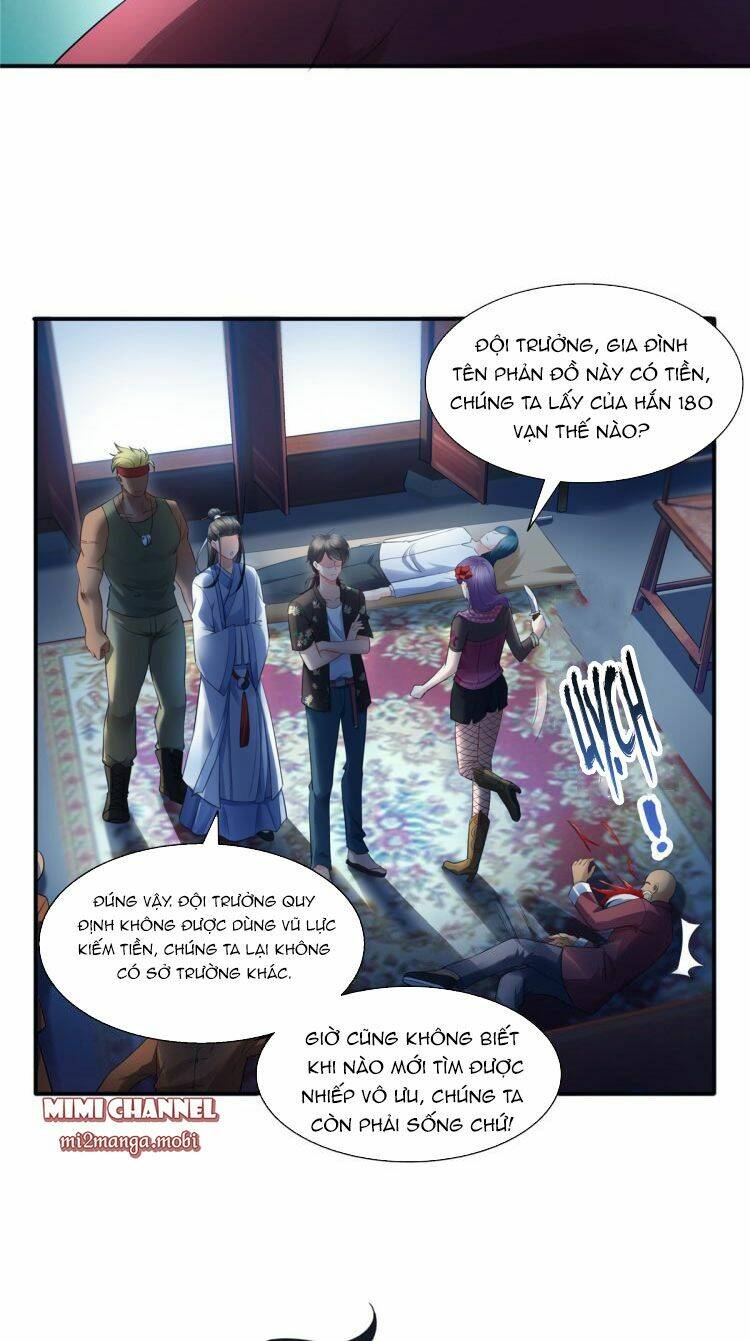 ĐỘI TRƯỞNG, GIA ĐÌNH
TÊN PHẢN ĐỒ NÀY CÓ TIỀN,
CHÚNG TA LẤY CỦA HẮN 180
VẠN THẾ NÀO?
UỴCH
!
ĐÚNG VẬY. ĐỘI TRƯỞNG QUY
ĐỊNH KHÔNG ĐƯỢC DÙNG VŨ LỰC
KIẾM TIỀN, CHÚNG TA LẠI KHÔNG
CÓ SỞ TRƯỜNG KHÁC.
GIỜ CŨNG KHÔNG BIẾT
KHI NÀO MỚI TÌM ĐƯỢC
NHIẾP VÔ ƯU, CHÚNG TA
CÒN PHẢI SỐNG CHỨ!
MIMI CHANNEL
mi2manga.mobi